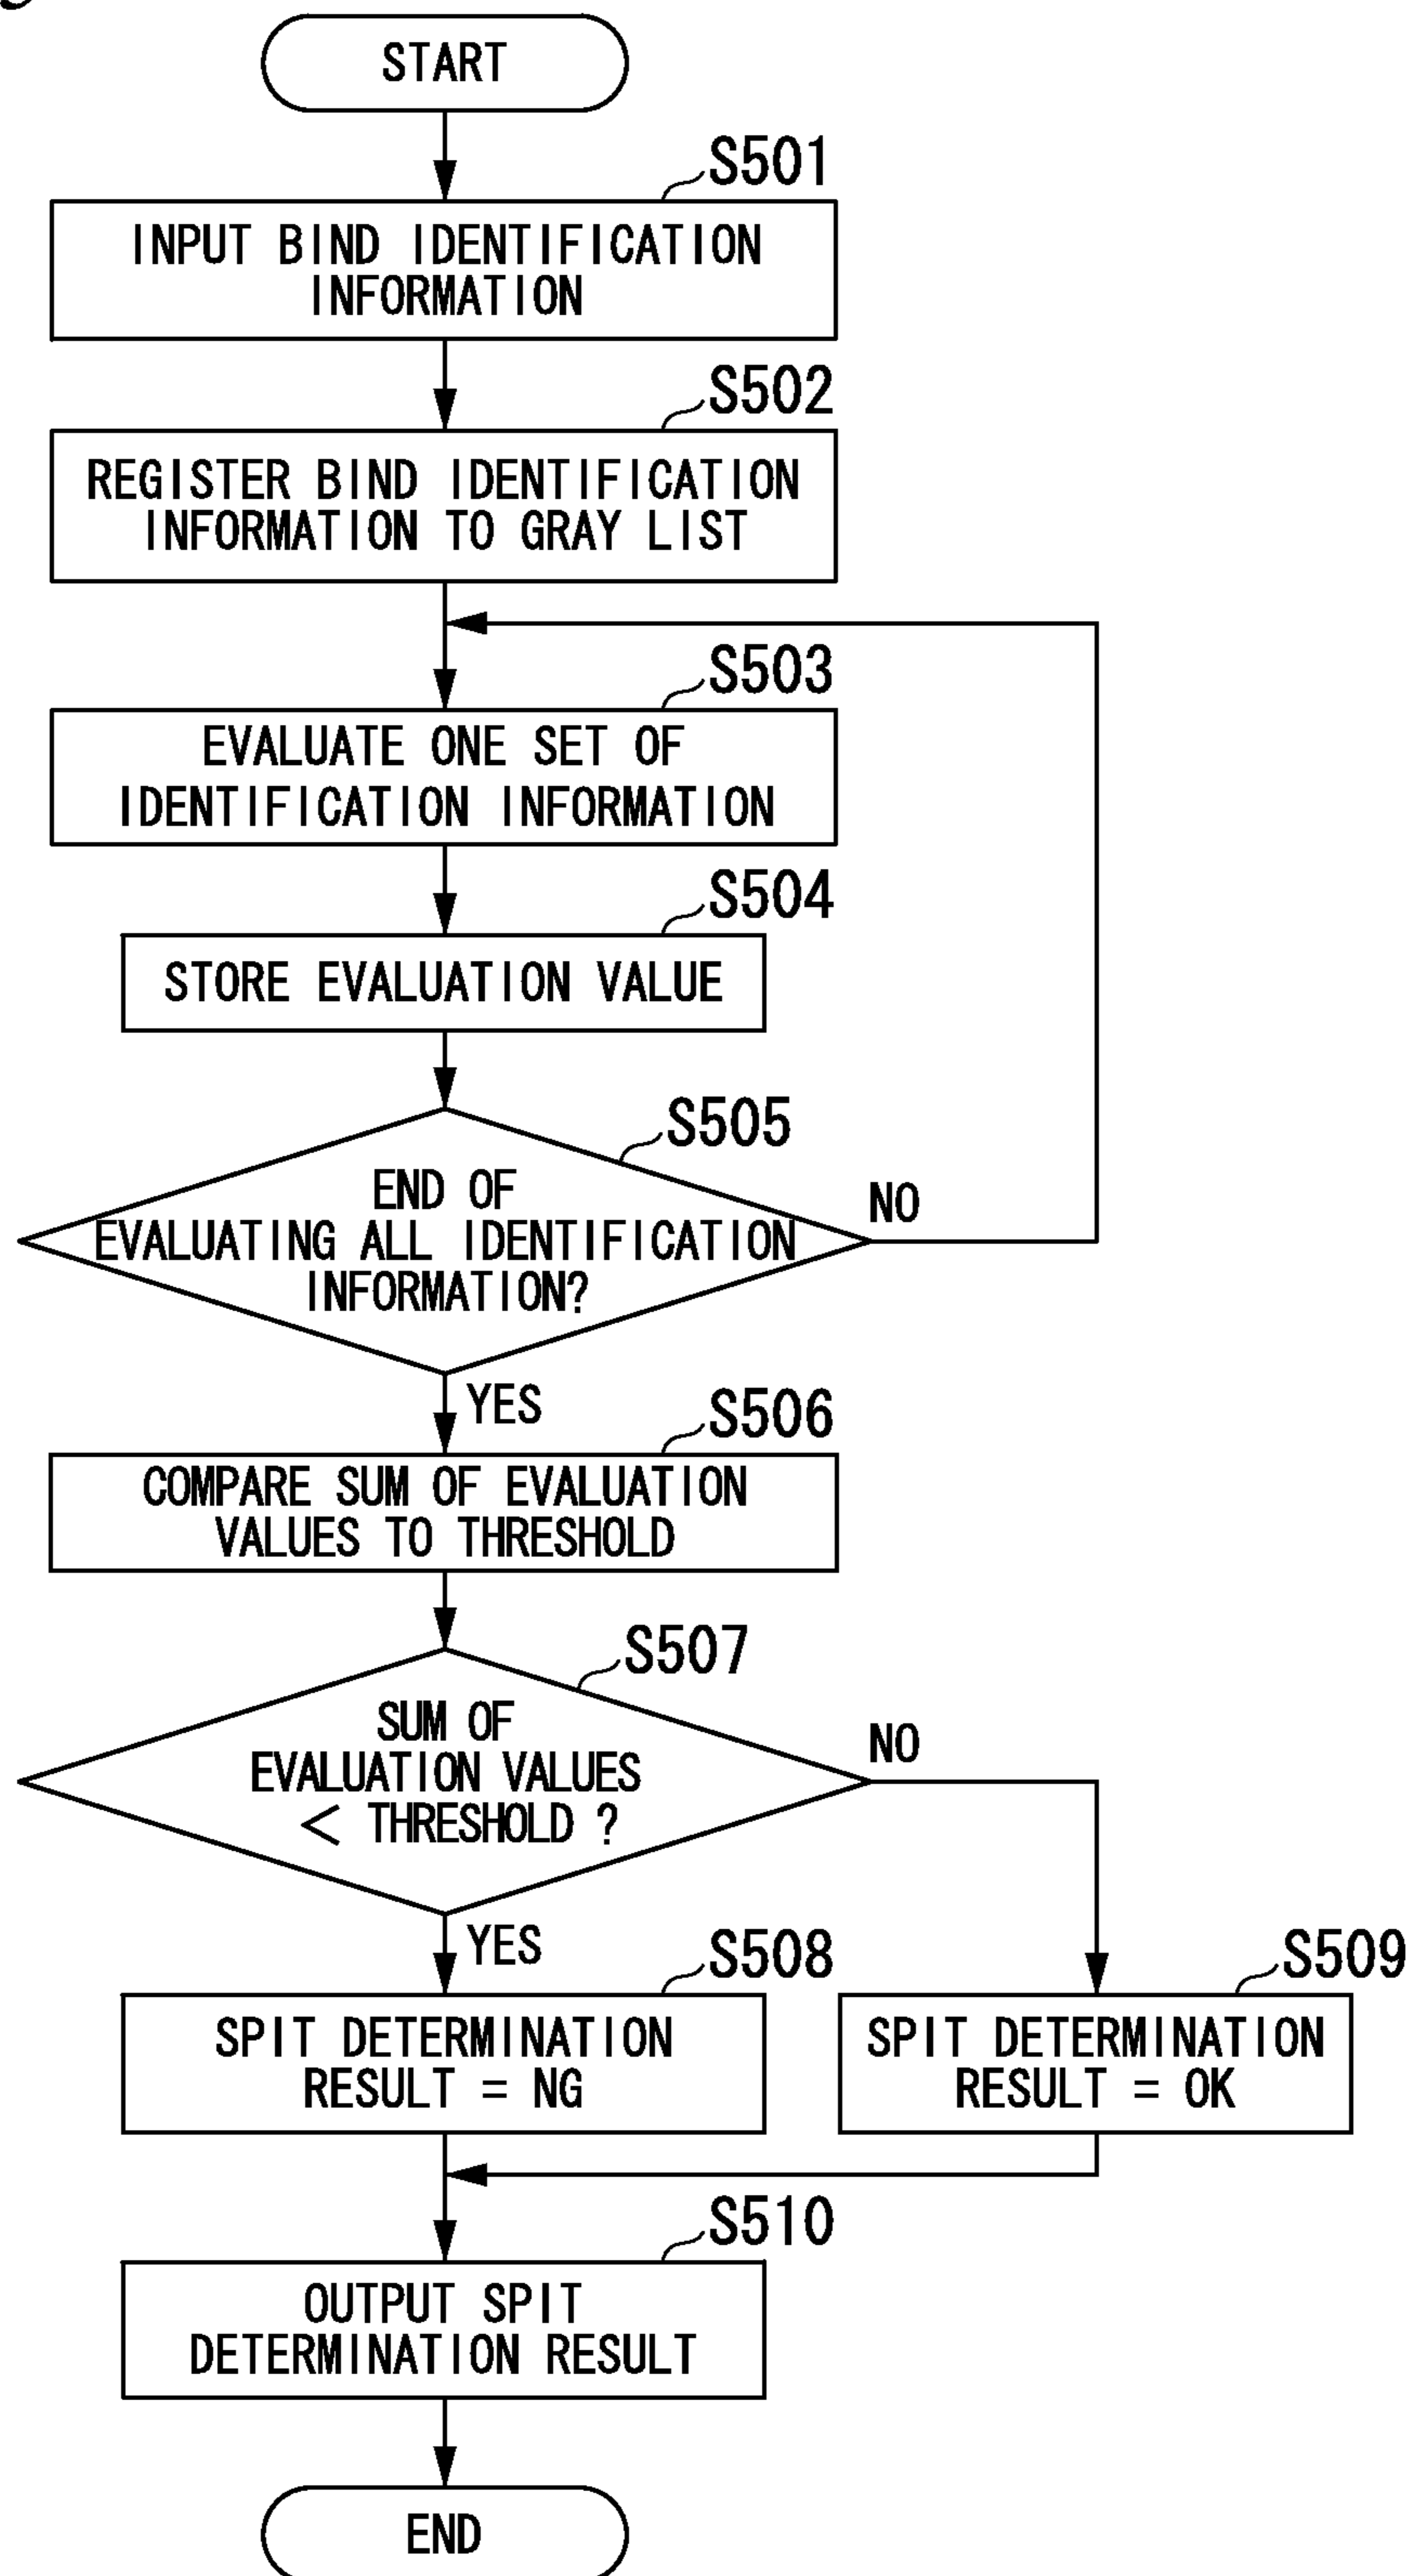 START
S501
INPUT BIND IDENTIFICATION
INFORMATION
S502
REGISTER BIND IDENTIFICATION
INFORMATION TO GRAY LIST
S503
EVALUATE ONE SET OF
IDENTIFICATION INFORMATION
S504
STORE EVALUATION VALUE
S505
END OF
EVALUATING ALL IDENTIFICATION
INFORMATION?
NO
YES
S506
COMPARE SUM OF EVALUATION
VALUES TO THRESHOLD
S507
SUM OF
EVALUATION VALUES
< THRESHOLD ?
NO
YES
S508
SPIT DETERMINATION
RESULT = NG
S509
SPIT DETERMINATION
RESULT = OK
S510
OUTPUT SPIT
DETERMINATION RESULT
END